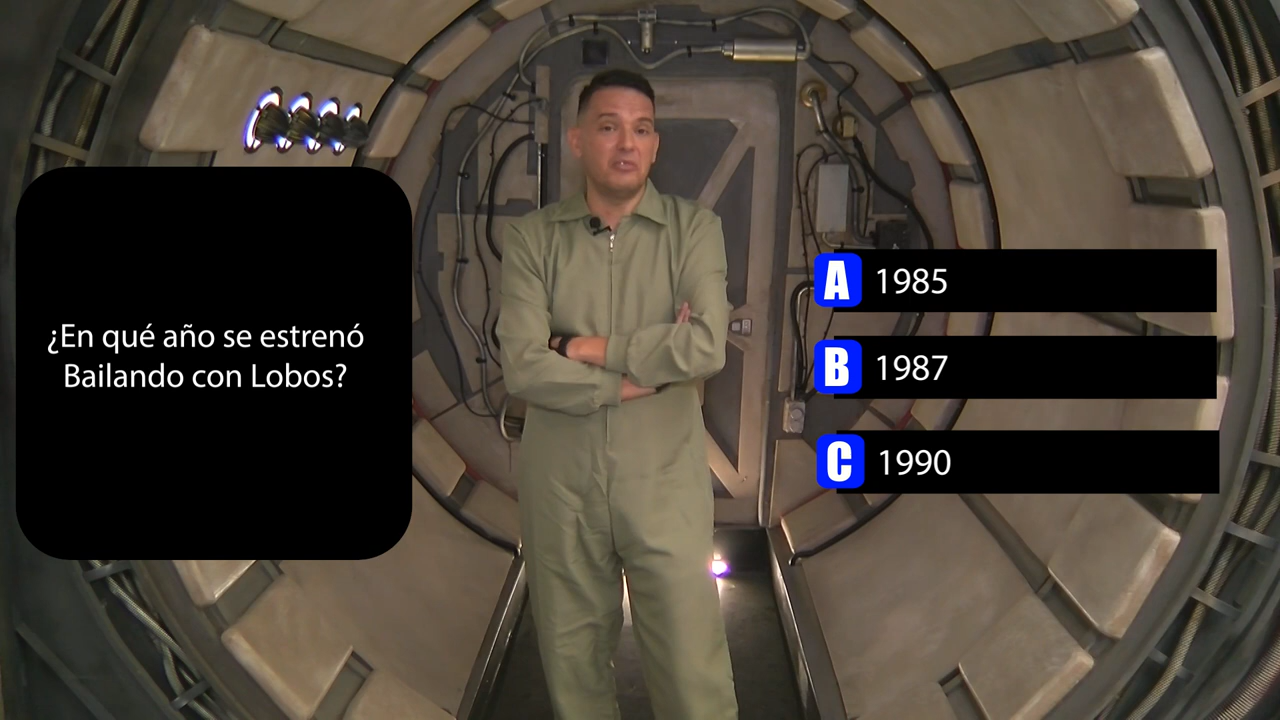 ¿En qué año se estrenó
Bailando con Lobos?
A 1985
B 1987
C 1990